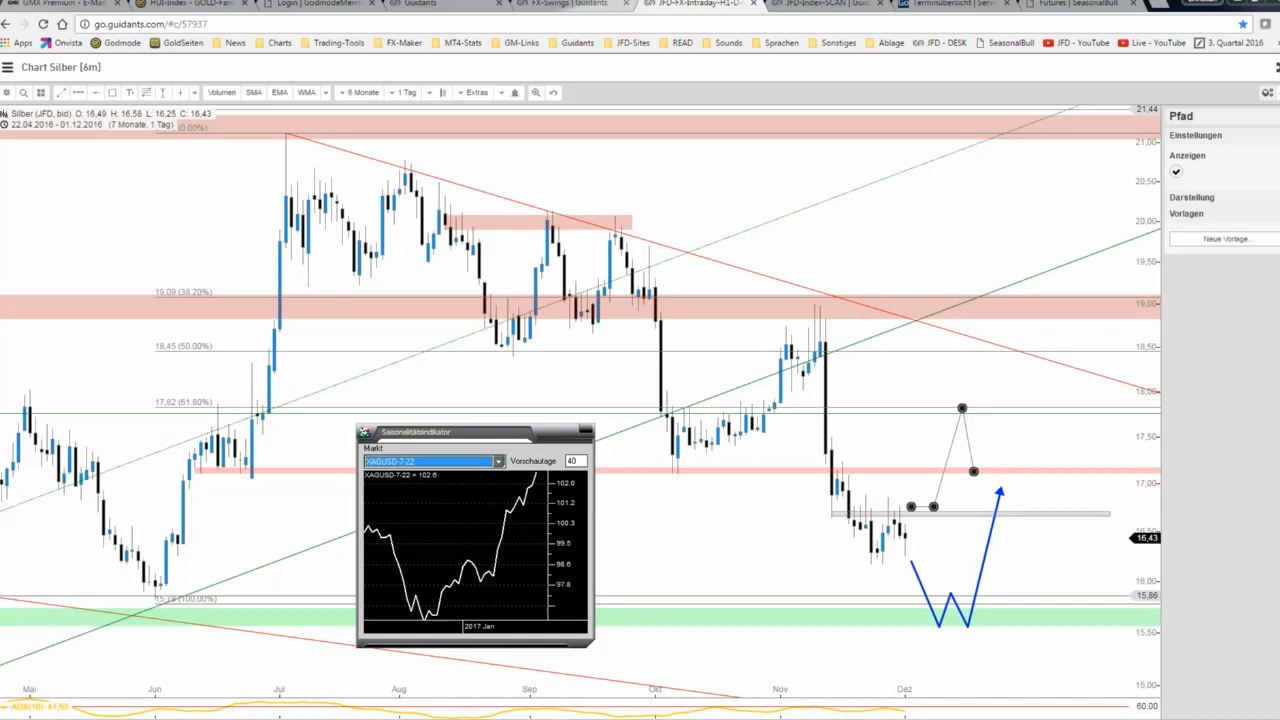 GMX Premium - E-Mail
HUI-Index - GOLD-Fan
Login | GodmodeMem
Guidants
FX-Swings | Guidants
JFD-FX-Intraday-H1-D
JFD-Index-SCAN | Gui
Terminübersicht | Servic
Futures | SeasonalBull
Christian
go.guidants.com/#c/57937
Apps Onvista Godmode GoldSeiten News Charts Trading-Tools FX-Maker MT4-Stats GM-Links Guidants JFD-Sites READ Sounds Sprachen Sonstiges Ablage JFD - DESK SeasonalBull JFD - YouTube Live - YouTube 3. Quartal 2016
Chart Silber [6m]
Volumen SMA EMA WMA 6 Monate 1 Tag Extras
Silber (JFD, bid) O: 16,49 H: 16,58 L: 16,25 C: 16,43
22.04.2016 - 01.12.2016 (7 Monate, 1 Tag) (0.00%)
Pfad
Einstellungen
Anzeigen
Darstellung
Vorlagen
Neue Vorlage...
21,44
21,00
20,50
20,00
19,50
19,09 (38.20%)
19,00
18,45 (50.00%)
18,50
18,00
17,82 (61.80%)
17,50
17,00
16,50
16,43
16,00
15,86
15,78 (100.00%)
15,50
15,00
Saisonalitätsindikator
Markt
XAGUSD-7-22 Vorschautage 40
XAGUSD-7-22 = 102.6
102.0
101.2
100.3
99.5
98.6
97.8
2017 Jan
Mai Jun Jul Aug Sep Okt Nov Dez
ADX(10) 41,53
60.00